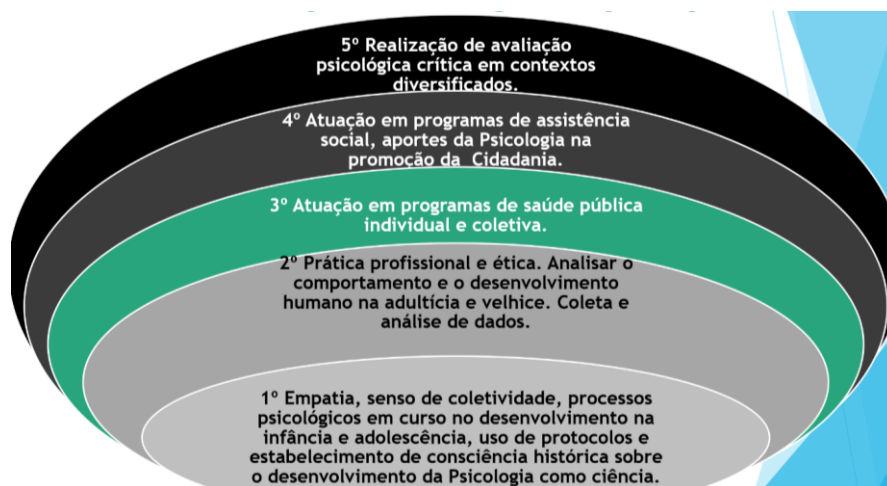 5º Realização de avaliação
psicológica crítica em contextos
diversificados.
4º Atuação em programas de assistência
social, aportes da Psicologia na
promoção da Cidadania.
3º Atuação em programas de saúde pública
individual e coletiva.
2º Prática profissional e ética. Analisar o
comportamento e o desenvolvimento
humano na adultícia e velhice. Coleta e
análise de dados.
1º Empatia, senso de coletividade, processos
psicológicos em curso no desenvolvimento na
infância e adolescência, uso de protocolos e
estabelecimento de consciência histórica sobre
o desenvolvimento da Psicologia como ciência.